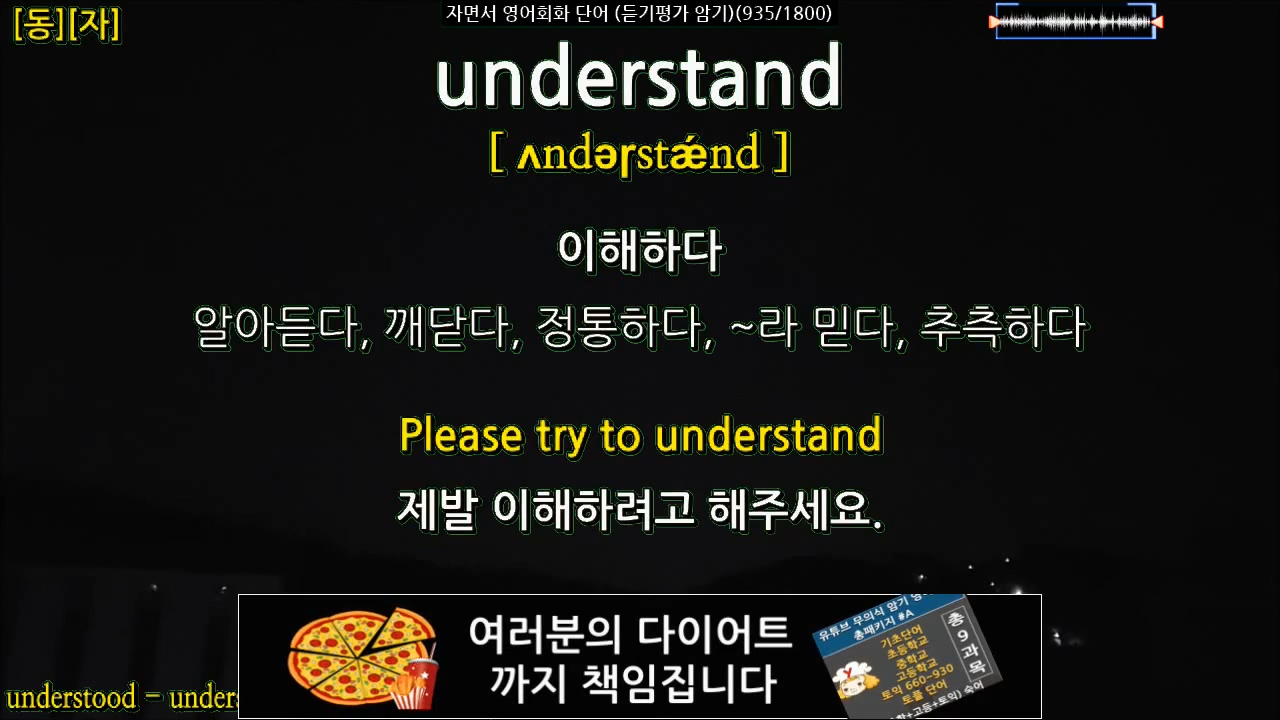 [동][자]
자면서 영어회화 단어 (듣기평가 암기)(935/1800)
understand
[ ʌndəɼstǽnd ]
이해하다
알아듣다, 깨닫다, 정통하다, ~라 믿다, 추측하다
Please try to understand
제발 이해하려고 해주세요.
여러분의 다이어트
까지 책임집니다
유튜브 무의식 암기
총패키지 #A
기초단어
초등학교
중학교
고등학교
토익 660~930
토플 단어
총9과목
understood –